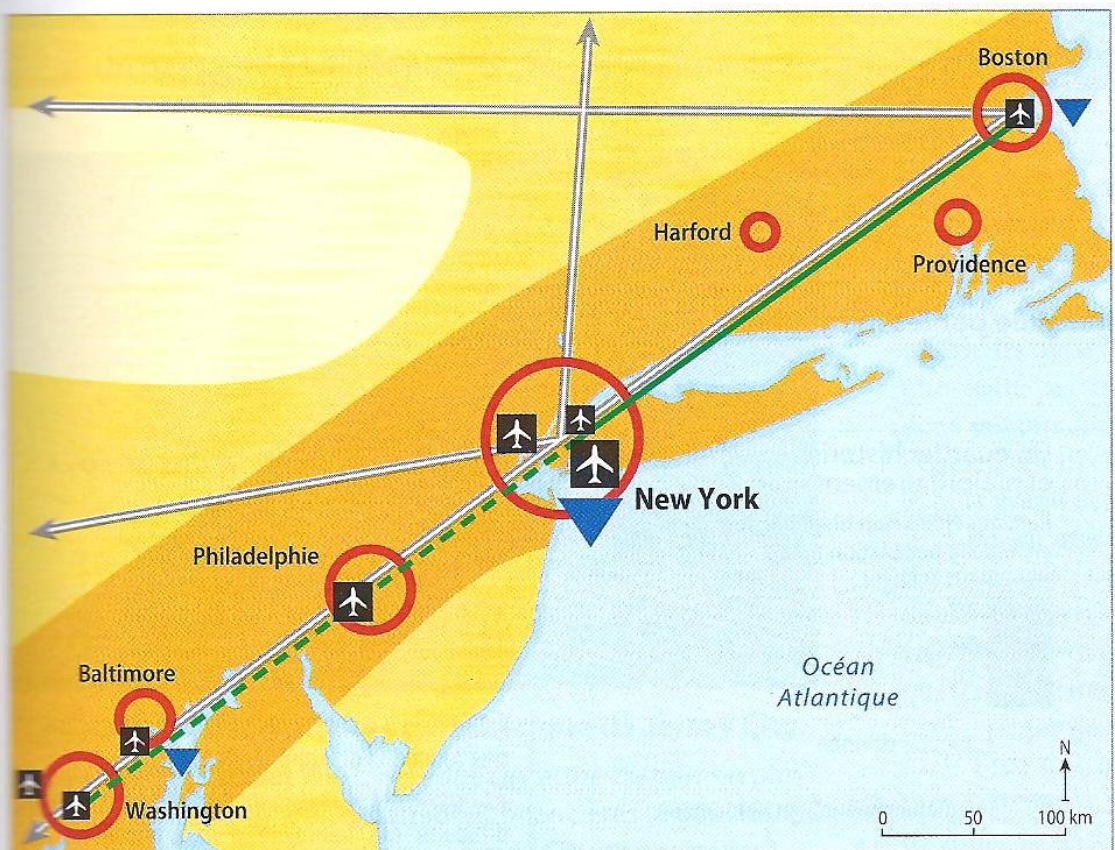 Boston
Harford
Providence
New York
Philadelphie
Baltimore
Océan
Atlantique
Washington
N
0 50 100 km